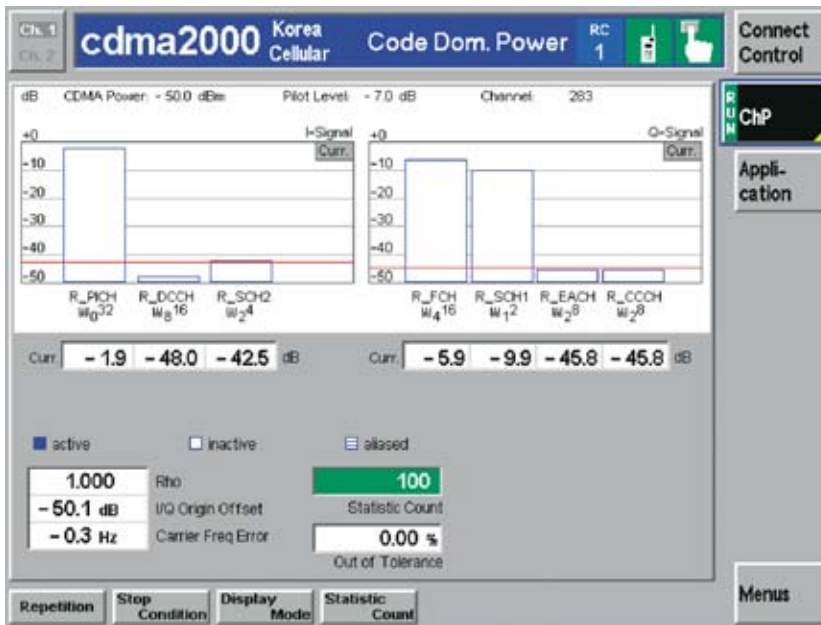 Ch. 1
Ch. 2
cdma2000 Korea Cellular Code Dom. Power RC 1
Connect Control
dB CDMA Power: - 50.0 dBm Pilot Level: - 7.0 dB Channel: 283
RUN ChP
Appli-
cation
+0 I-Signal +0 Q-Signal
Curr. Curr.
-10 -10
-20 -20
-30 -30
-40 -40
-50 -50
R_PICH R_DCCH R_SCH2 R_FCH R_SCH1 R_EACH R_CCCH
W0 32 W8 16 W2 4 W4 16 W1 2 W2 8 W2 8
Curr. - 1.9 - 48.0 - 42.5 dB Curr. - 5.9 - 9.9 - 45.8 - 45.8 dB
active inactive aliased
1.000 Rho 100
- 50.1 dB I/Q Origin Offset Statistic Count
- 0.3 Hz Carrier Freq Error 0.00 %
Out of Tolerance
Repetition Stop Condition Display Mode Statistic Count Menus